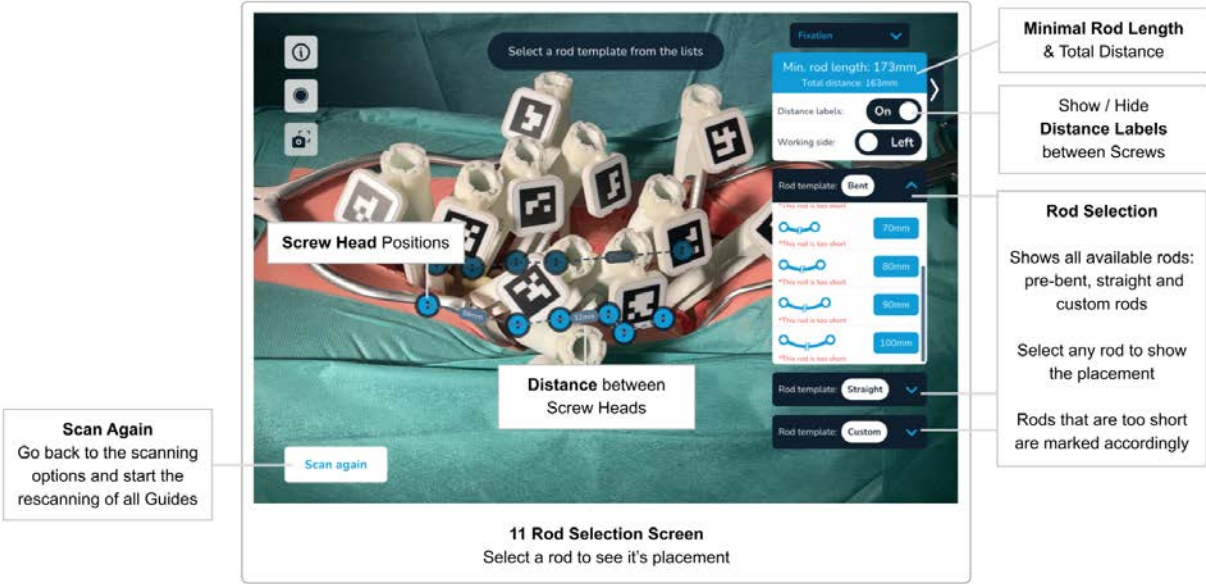 Select a rod template from the lists
Fixation
Min. rod length: 173mm
Total distance: 163mm
Distance labels:
On
Working side:
Left
Rod template: Bent
*This rod is too short
70mm
*This rod is too short
80mm
*This rod is too short
90mm
*This rod is too short
100mm
*This rod is too short
Rod template: Straight
Rod template: Custom
Scan again
Screw Head Positions
Distance between
Screw Heads
32mm
Minimal Rod Length
& Total Distance
Show / Hide
Distance Labels
between Screws
Rod Selection
Shows all available rods:
pre-bent, straight and
custom rods
Select any rod to show
the placement
Rods that are too short
are marked accordingly
Scan Again
Go back to the scanning
options and start the
rescanning of all Guides
11 Rod Selection Screen
Select a rod to see it's placement